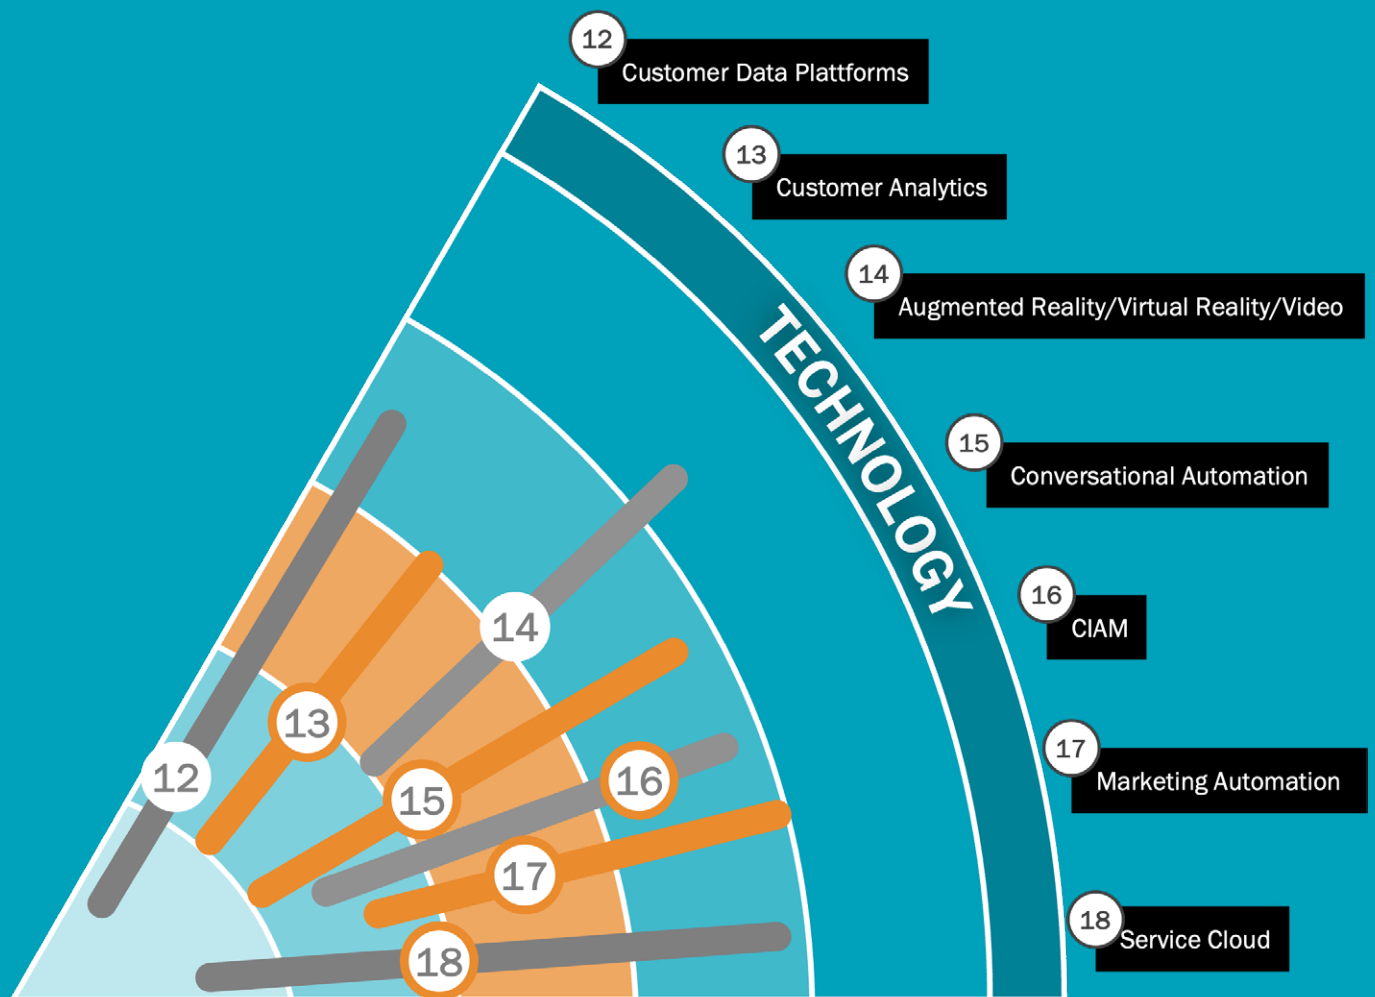 12
Customer Data Plattforms
13
Customer Analytics
14
Augmented Reality/Virtual Reality/Video
15
Conversational Automation
16
CIAM
17
Marketing Automation
18
Service Cloud
TECHNOLOGY
14
13
12
15
16
17
18